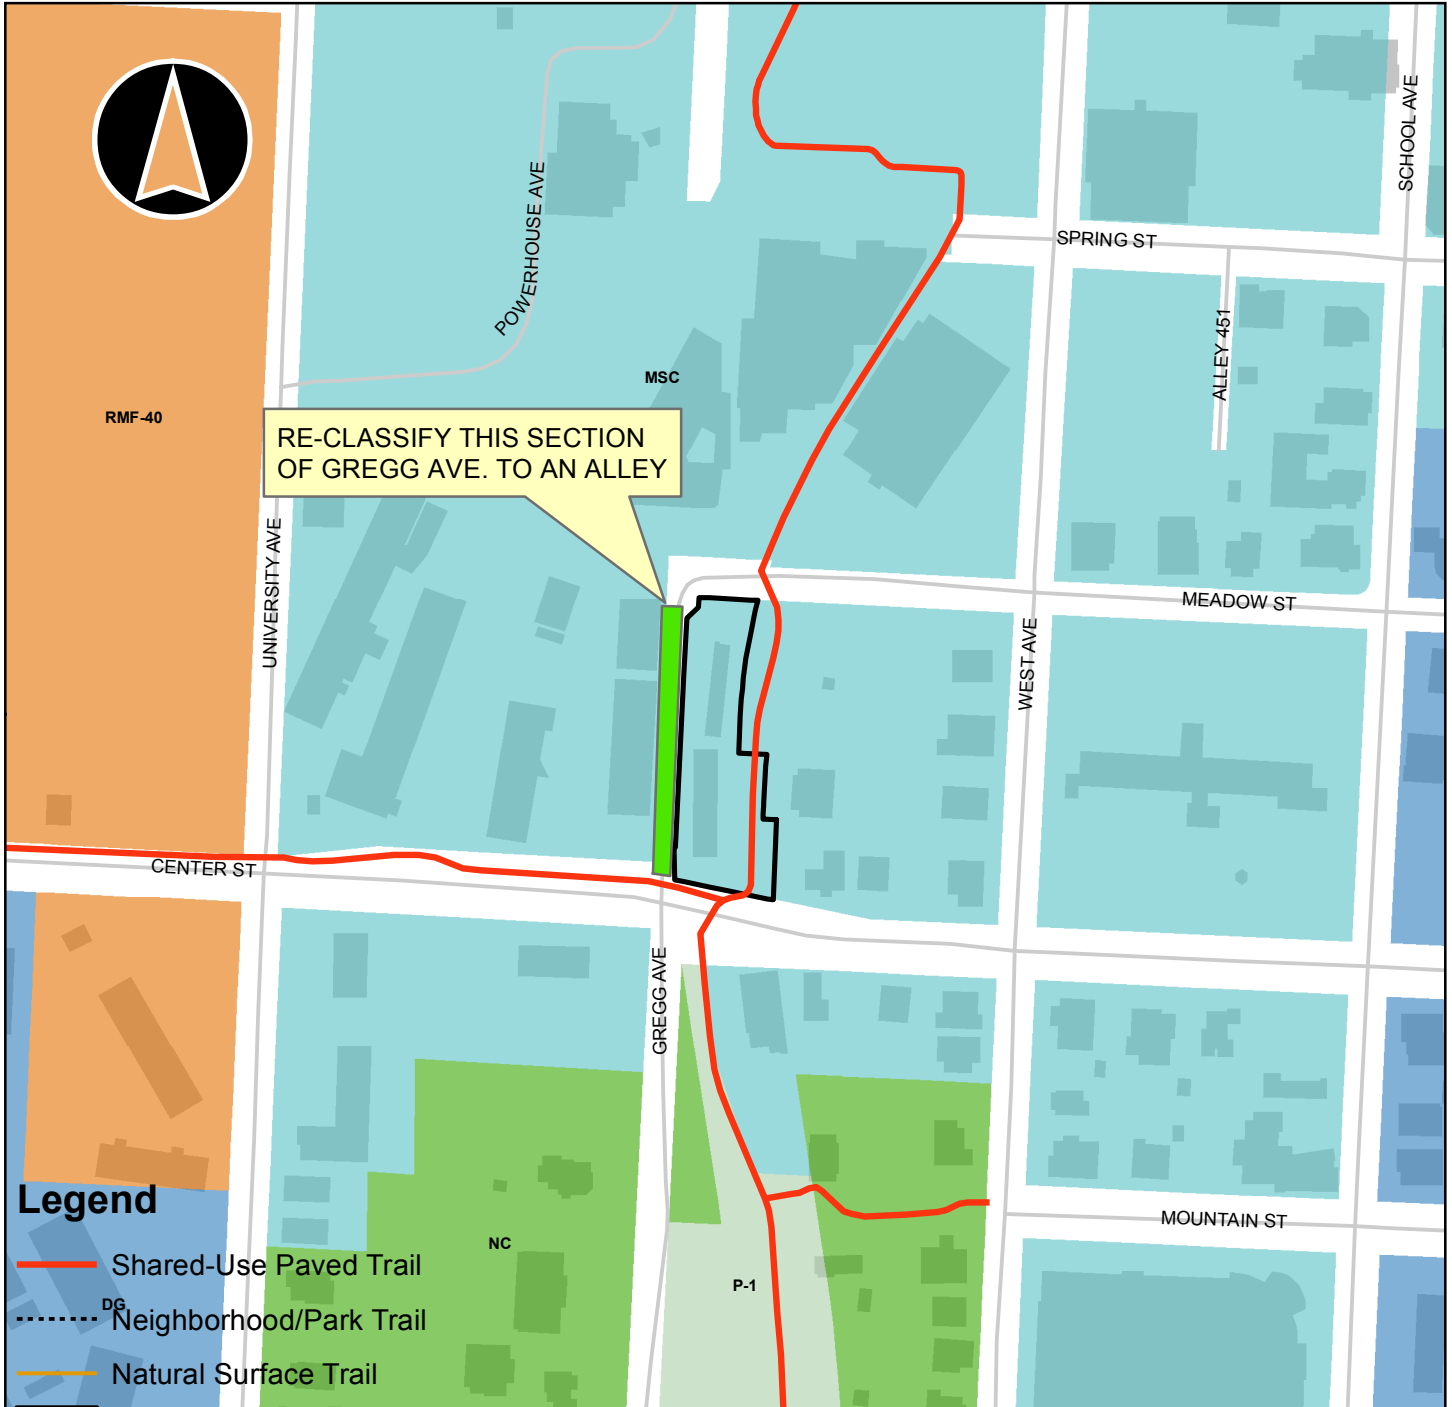 SCHOOL AVE
POWERHOUSE AVE
SPRING ST
ALLEY 451
MSC
RMF-40
RE-CLASSIFY THIS SECTION
OF GREGG AVE. TO AN ALLEY
UNIVERSITY AVE
MEADOW ST
WEST AVE
CENTER ST
GREGG AVE
MOUNTAIN ST
NC
P-1
Legend
Shared-Use Paved Trail
DG
Neighborhood/Park Trail
Natural Surface Trail